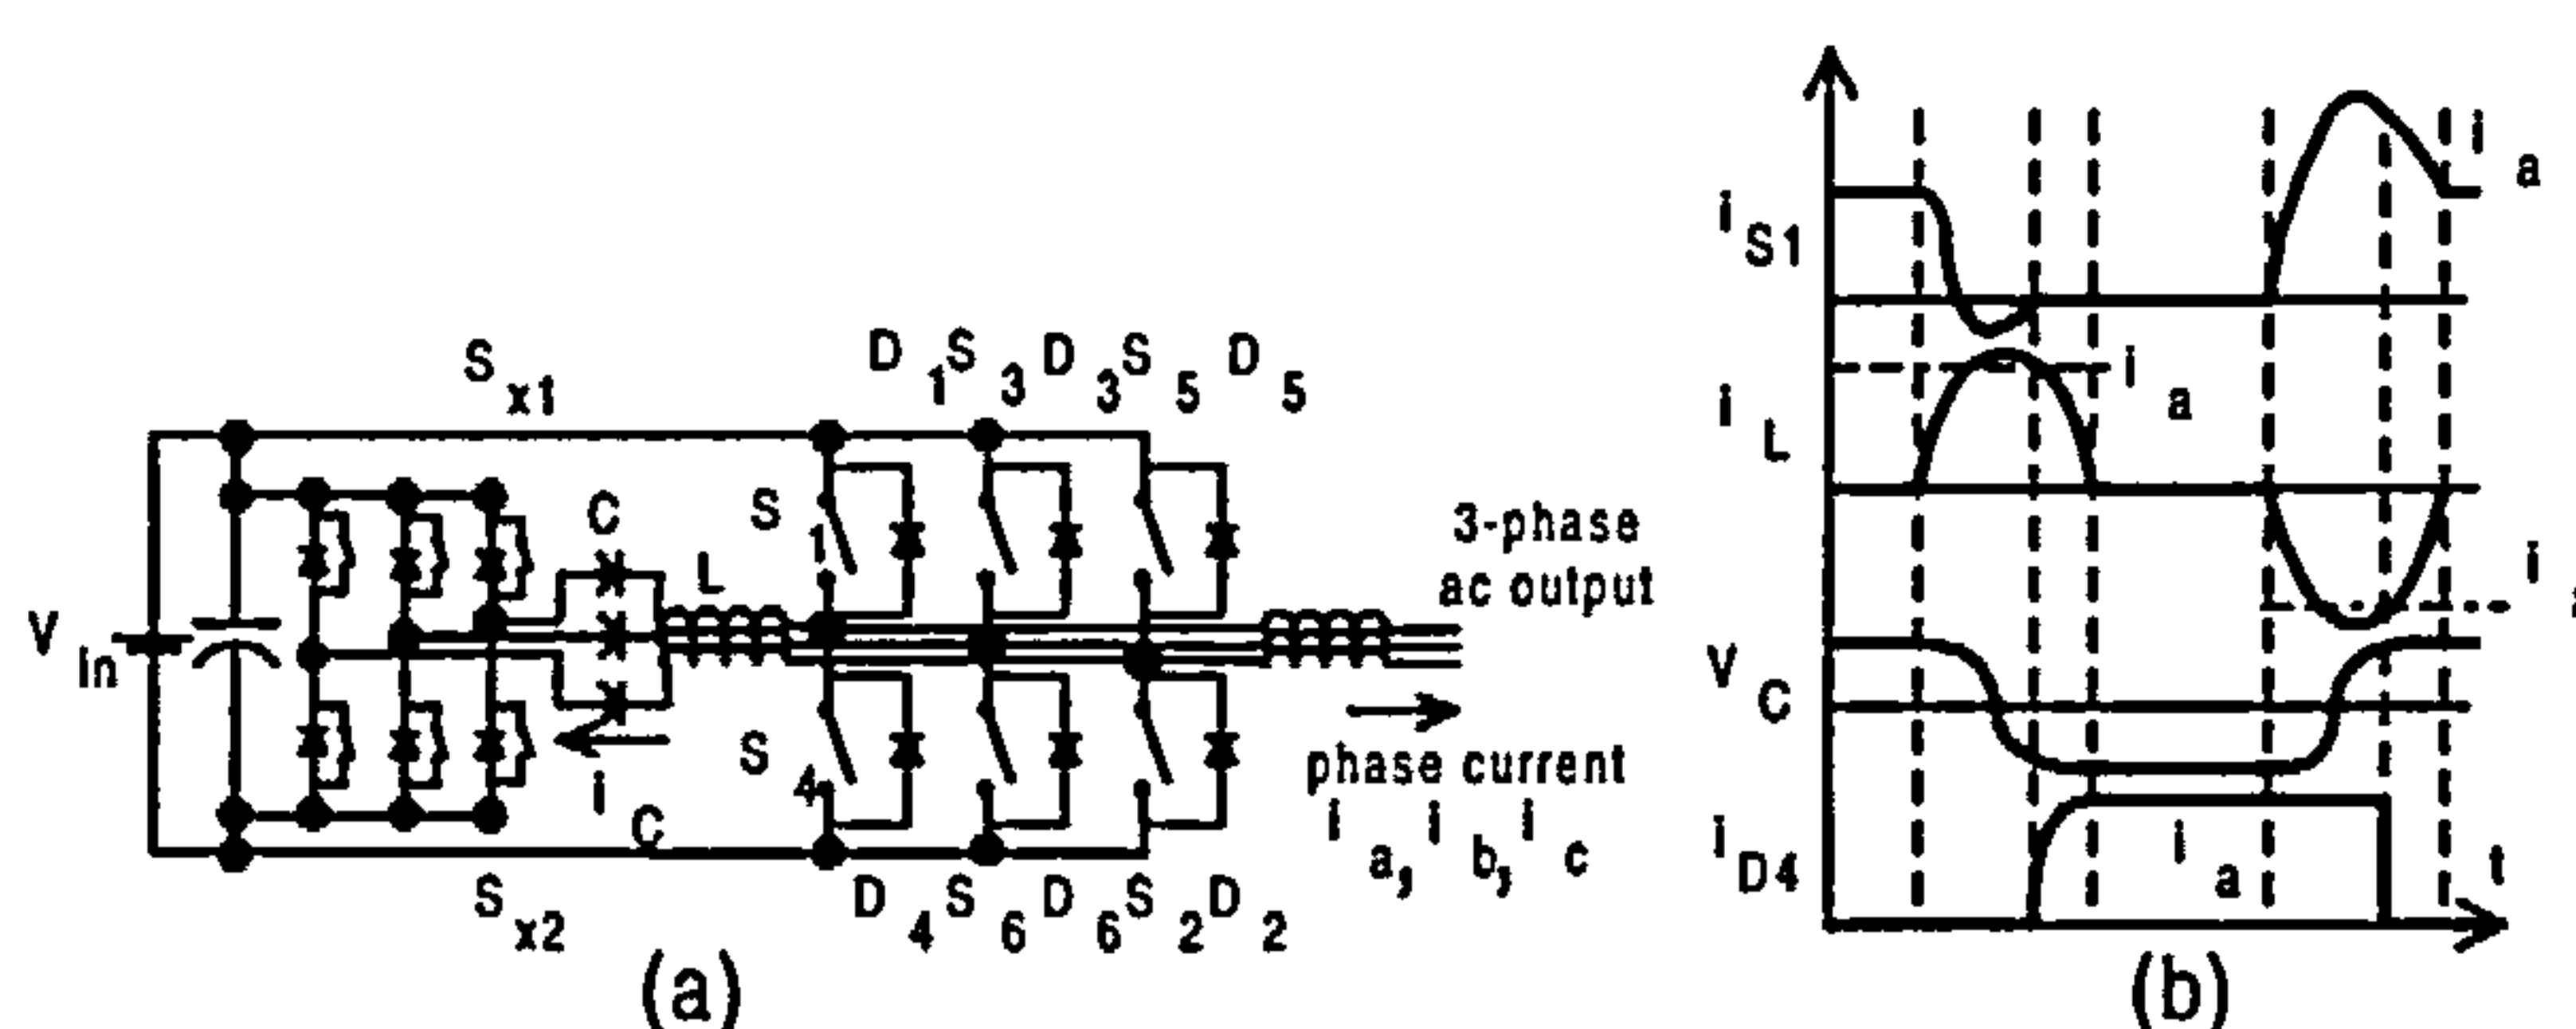 S x1
D 1 S 3 D 3 S 5 D 5
V in
C
L
S 1
S 4
i C
3-phase
ac output
phase current
i a, i b, i c
S x2
D 4 S 6 D 6 S 2 D 2
(a)
i S1
i a
i L
i a
i
V C
i D4
i a
t
(b)